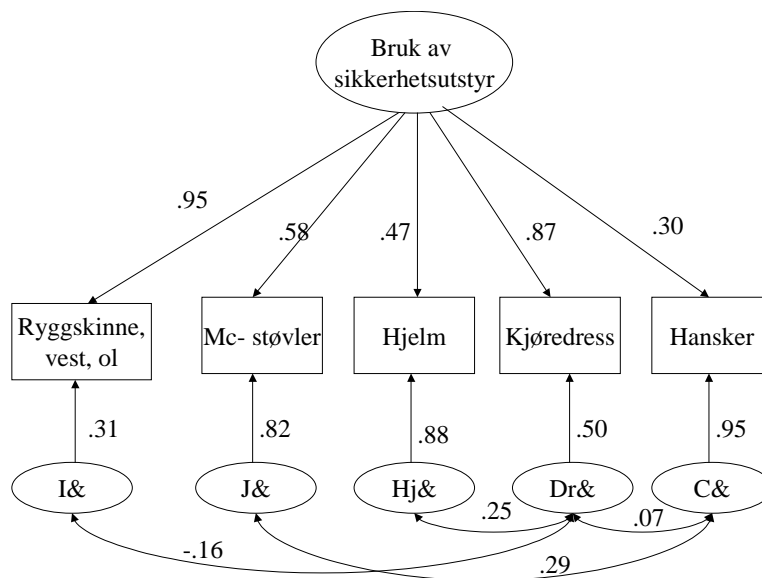 Bruk av
sikkerhetsutstyr
.95
.58
.47
.87
.30
Ryggskinne,
vest, ol
Mc- støvler
Hjelm
Kjøredress
Hansker
.31
.82
.88
.50
.95
I&
J&
Hj&
Dr&
C&
.25
.07
-.16
.29